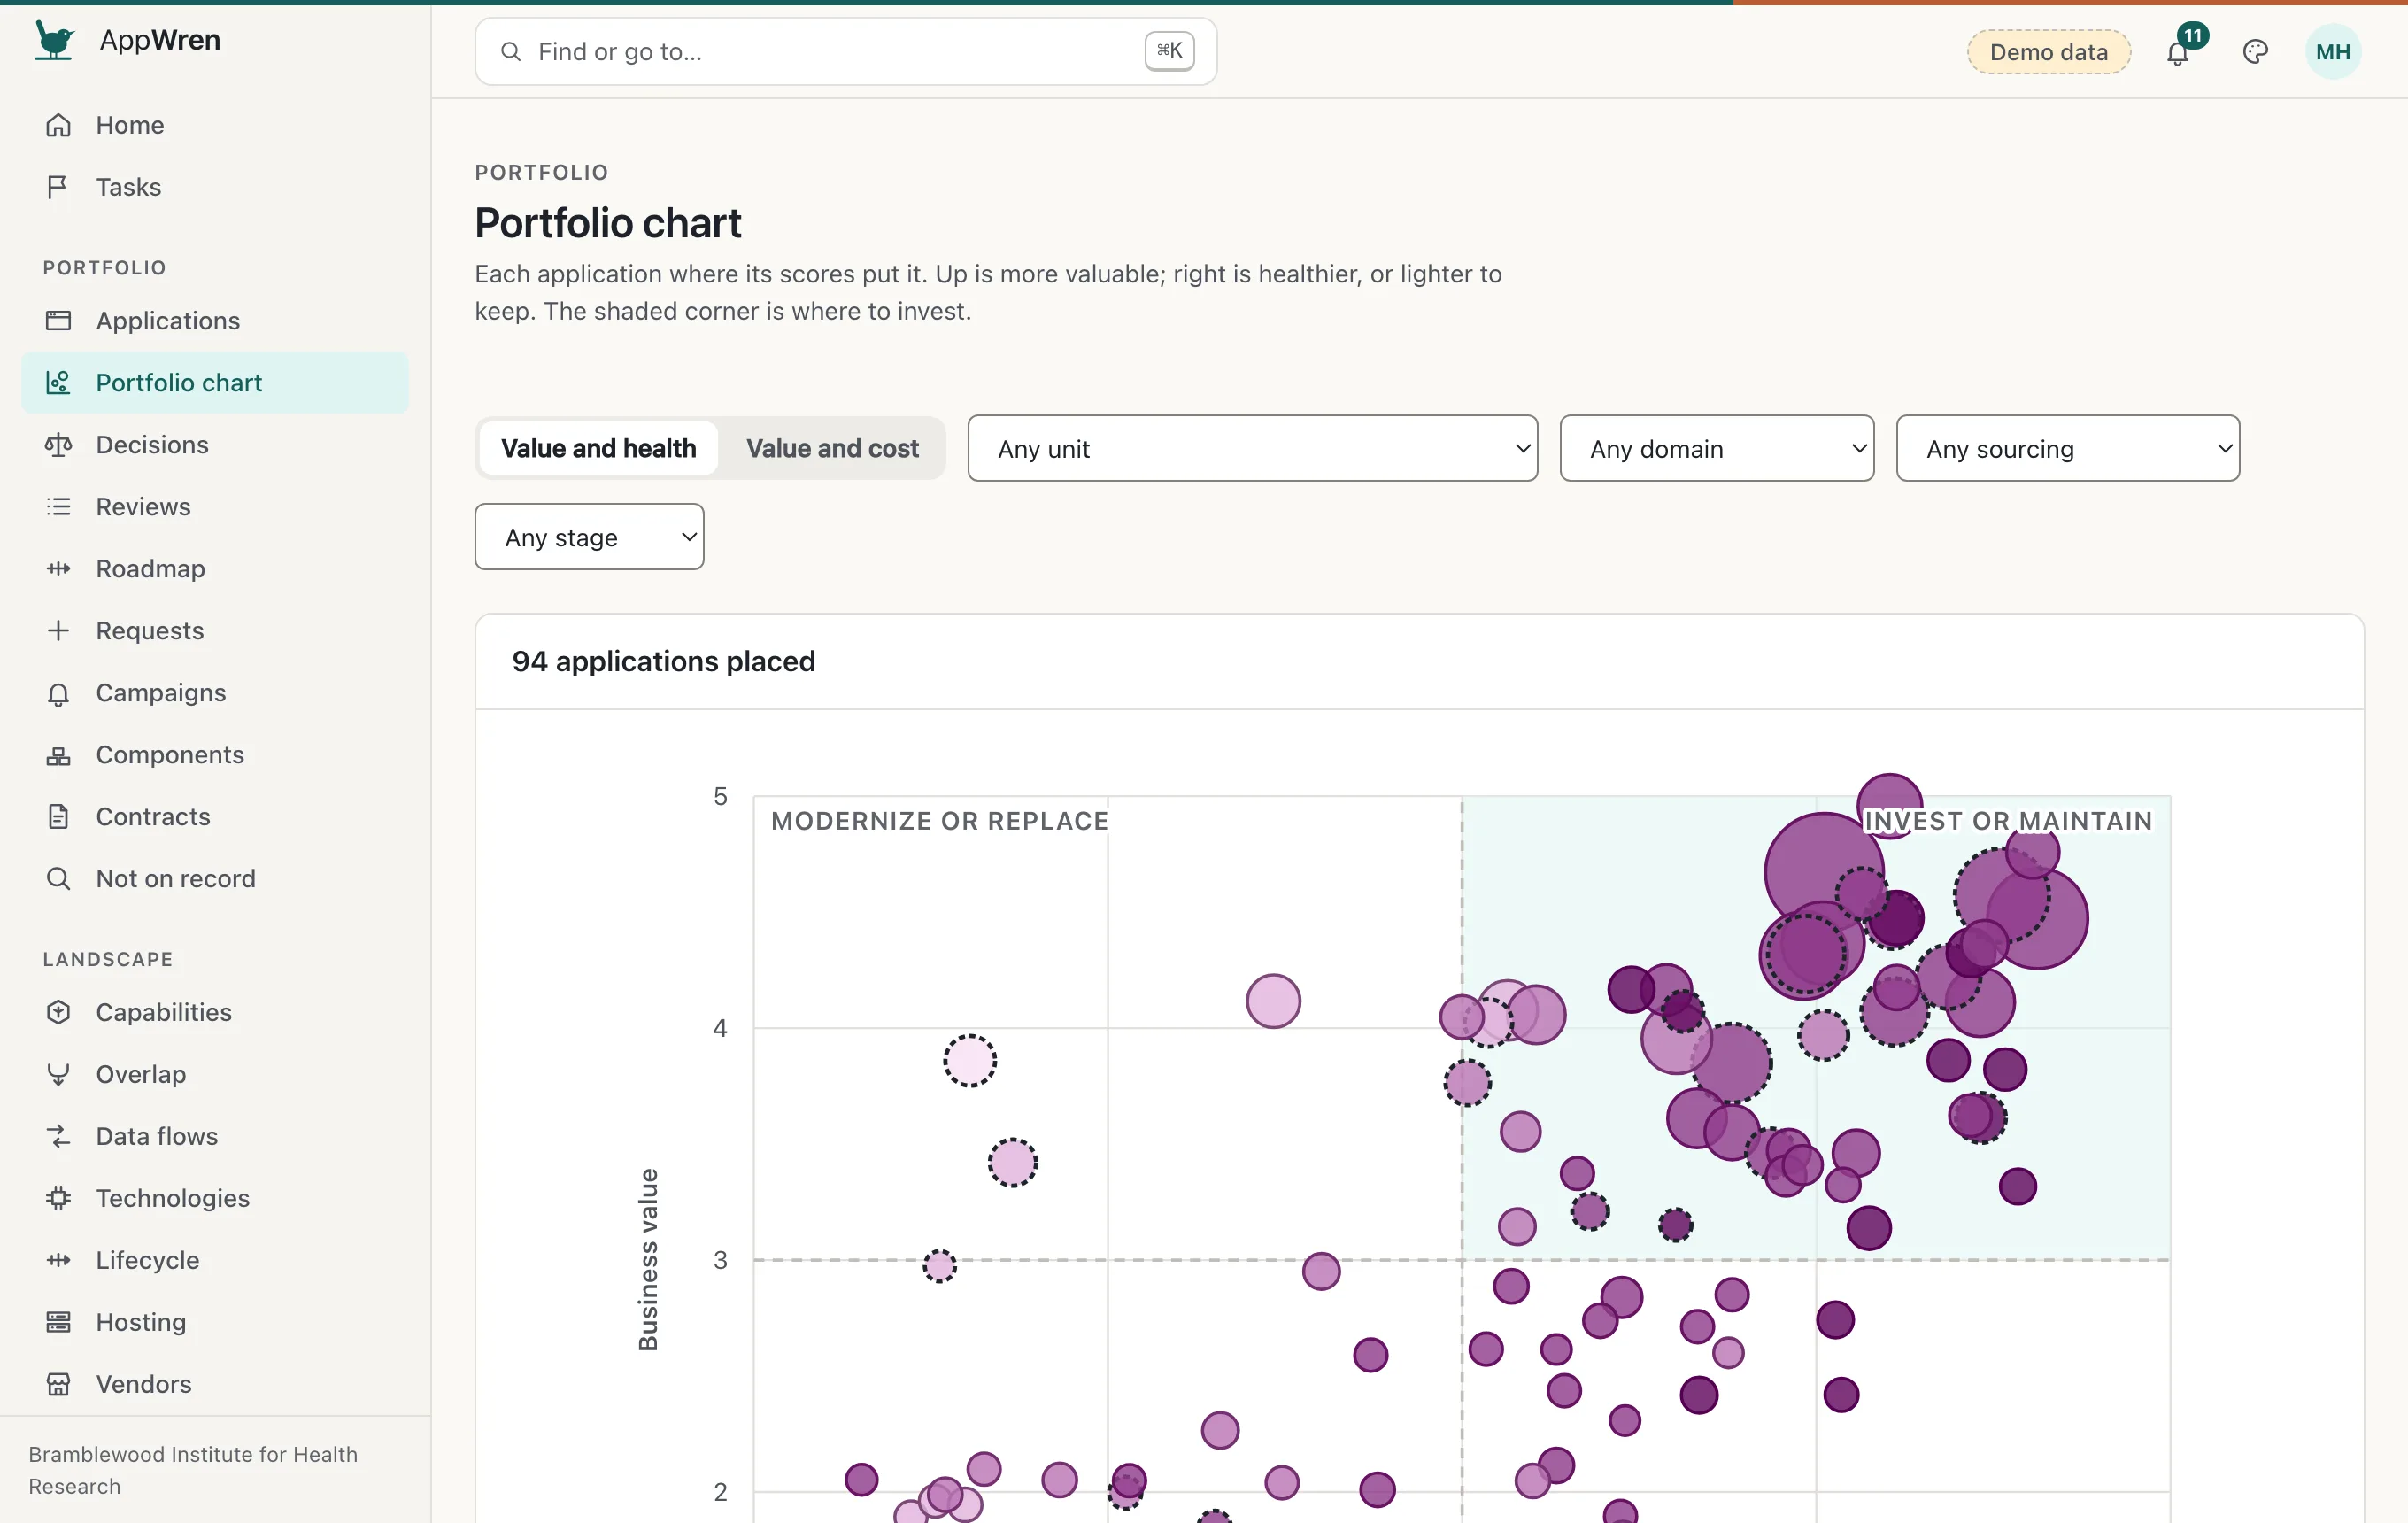 AppWren
Find or go to...
⌘K
Demo data
11
MH
Home
Tasks
PORTFOLIO
Applications
Portfolio chart
Decisions
Reviews
Roadmap
Requests
Campaigns
Components
Contracts
Not on record
LANDSCAPE
Capabilities
Overlap
Data flows
Technologies
Lifecycle
Hosting
Vendors
Bramblewood Institute for Health
Research
PORTFOLIO
Portfolio chart
Each application where its scores put it. Up is more valuable; right is healthier, or lighter to
keep. The shaded corner is where to invest.
Value and health
Value and cost
Any unit
Any domain
Any sourcing
Any stage
94 applications placed
5
MODERNIZE OR REPLACE
INVEST OR MAINTAIN
4
Business value
3
2